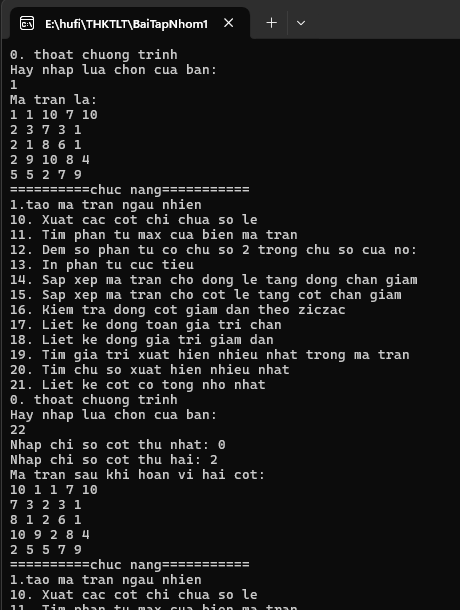 E:\hufi\THKTLT\BaiTapNhom1
0. thoat chuong trinh
Hay nhap lua chon cua ban:
1
Ma tran la:
1 1 10 7 10
2 3 7 3 1
2 1 8 6 1
2 9 10 8 4
5 5 2 7 9
==========chuc nang===========
1.tao ma tran ngau nhien
10. Xuat cac cot chi chua so le
11. Tim phan tu max cua bien ma tran
12. Dem so phan tu co chu so 2 trong chu so cua no:
13. In phan tu cuc tieu
14. Sap xep ma tran cho dong le tang dong chan giam
15. Sap xep ma tran cho cot le tang cot chan giam
16. Kiem tra dong cot giam dan theo ziczac
17. Liet ke dong toan gia tri chan
18. Liet ke dong gia tri giam dan
19. Tim gia tri xuat hien nhieu nhat trong ma tran
20. Tim chu so xuat hien nhieu nhat
21. Liet ke cot co tong nho nhat
0. thoat chuong trinh
Hay nhap lua chon cua ban:
22
Nhap chi so cot thu nhat: 0
Nhap chi so cot thu hai: 2
Ma tran sau khi hoan vi hai cot:
10 1 1 7 10
7 3 2 3 1
8 1 2 6 1
10 9 2 8 4
2 5 5 7 9
==========chuc nang===========
1.tao ma tran ngau nhien
10. Xuat cac cot chi chua so le
11. Tim phan tu max cua bien ma tran